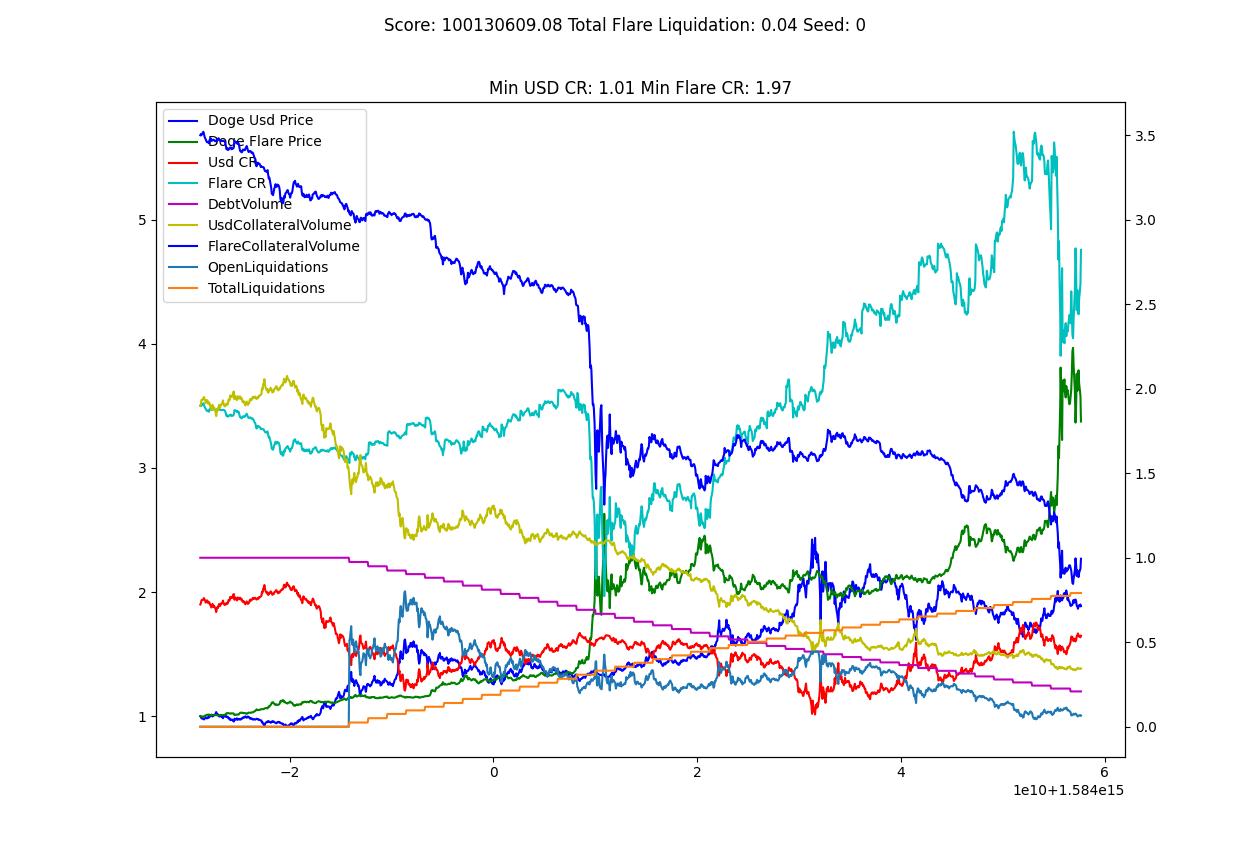 Score: 100130609.08 Total Flare Liquidation: 0.04 Seed: 0
Min USD CR: 1.01 Min Flare CR: 1.97
Doge Usd Price
Doge Flare Price
Usd CR
Flare CR
DebtVolume
UsdCollateralVolume
FlareCollateralVolume
OpenLiquidations
TotalLiquidations
5
4
3
2
1
3.5
3.0
2.5
2.0
1.5
1.0
0.5
0.0
−2
0
2
4
6
1e10+1.584e15